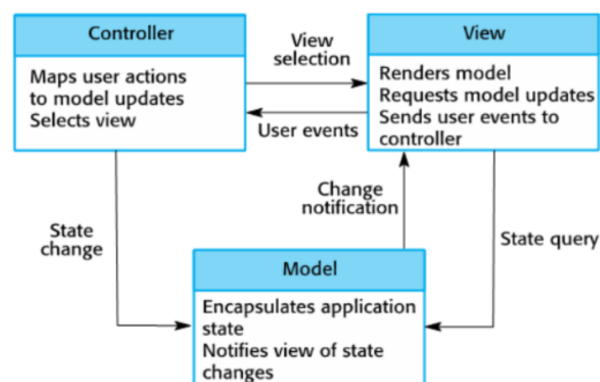 Controller
Maps user actions
to model updates
Selects view
View
selection
User events
View
Renders model
Requests model updates
Sends user events to
controller
State
change
Change
notification
State query
Model
Encapsulates application
state
Notifies view of state
changes